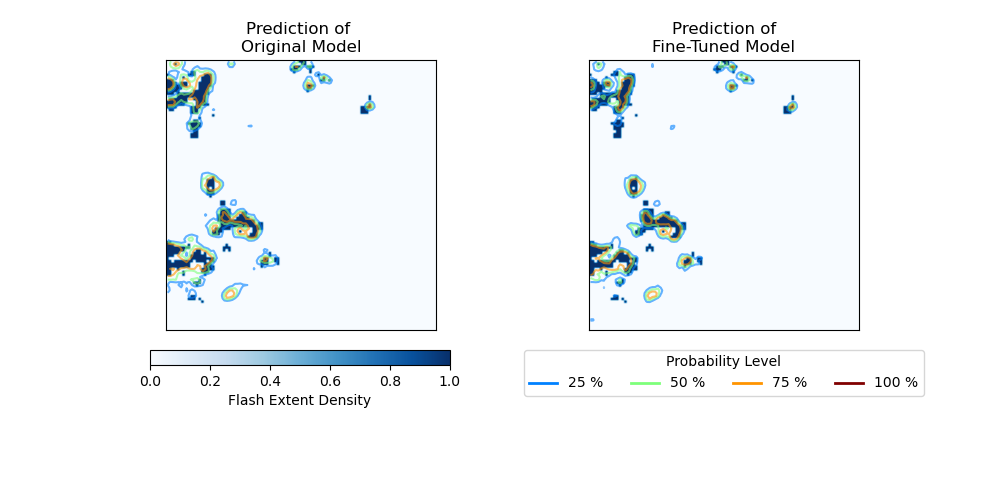 Prediction of
Original Model
Prediction of
Fine-Tuned Model
0.0 0.2 0.4 0.6 0.8 1.0
Flash Extent Density
Probability Level
25 % 50 % 75 % 100 %